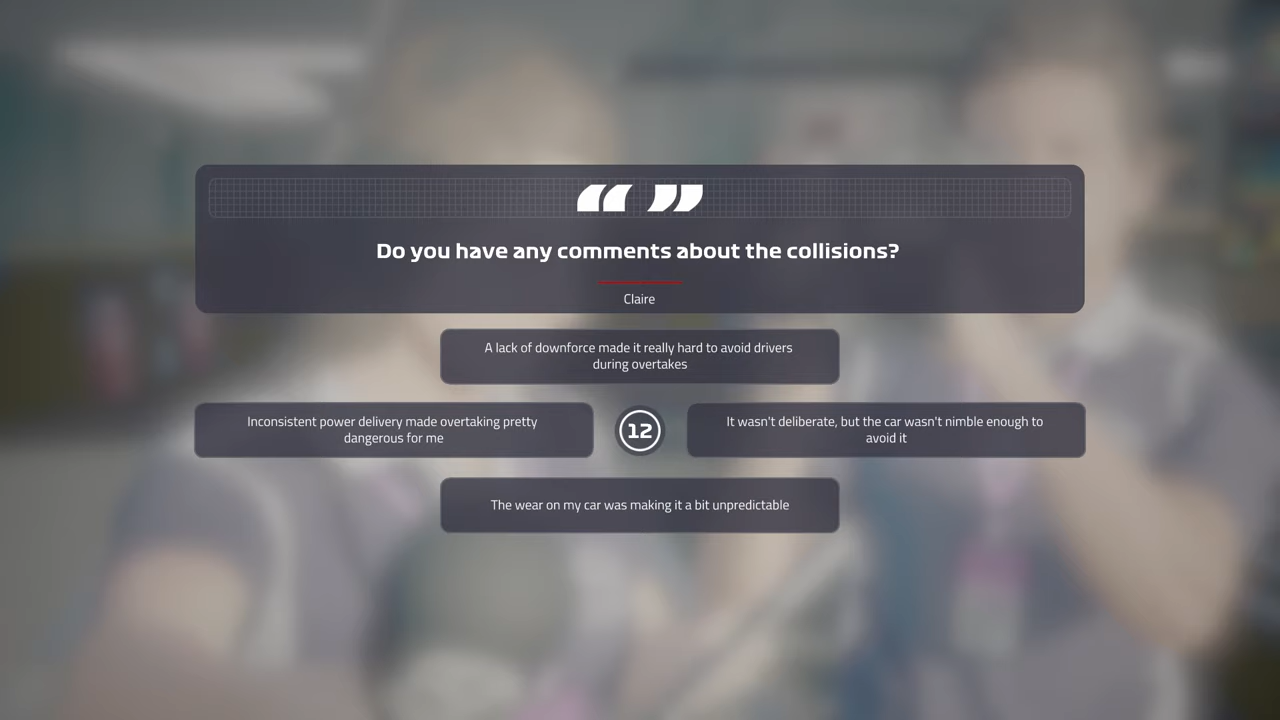 “ ”
Do you have any comments about the collisions?
Claire
A lack of downforce made it really hard to avoid drivers
during overtakes
Inconsistent power delivery made overtaking pretty
dangerous for me
12
It wasn't deliberate, but the car wasn't nimble enough to
avoid it
The wear on my car was making it a bit unpredictable